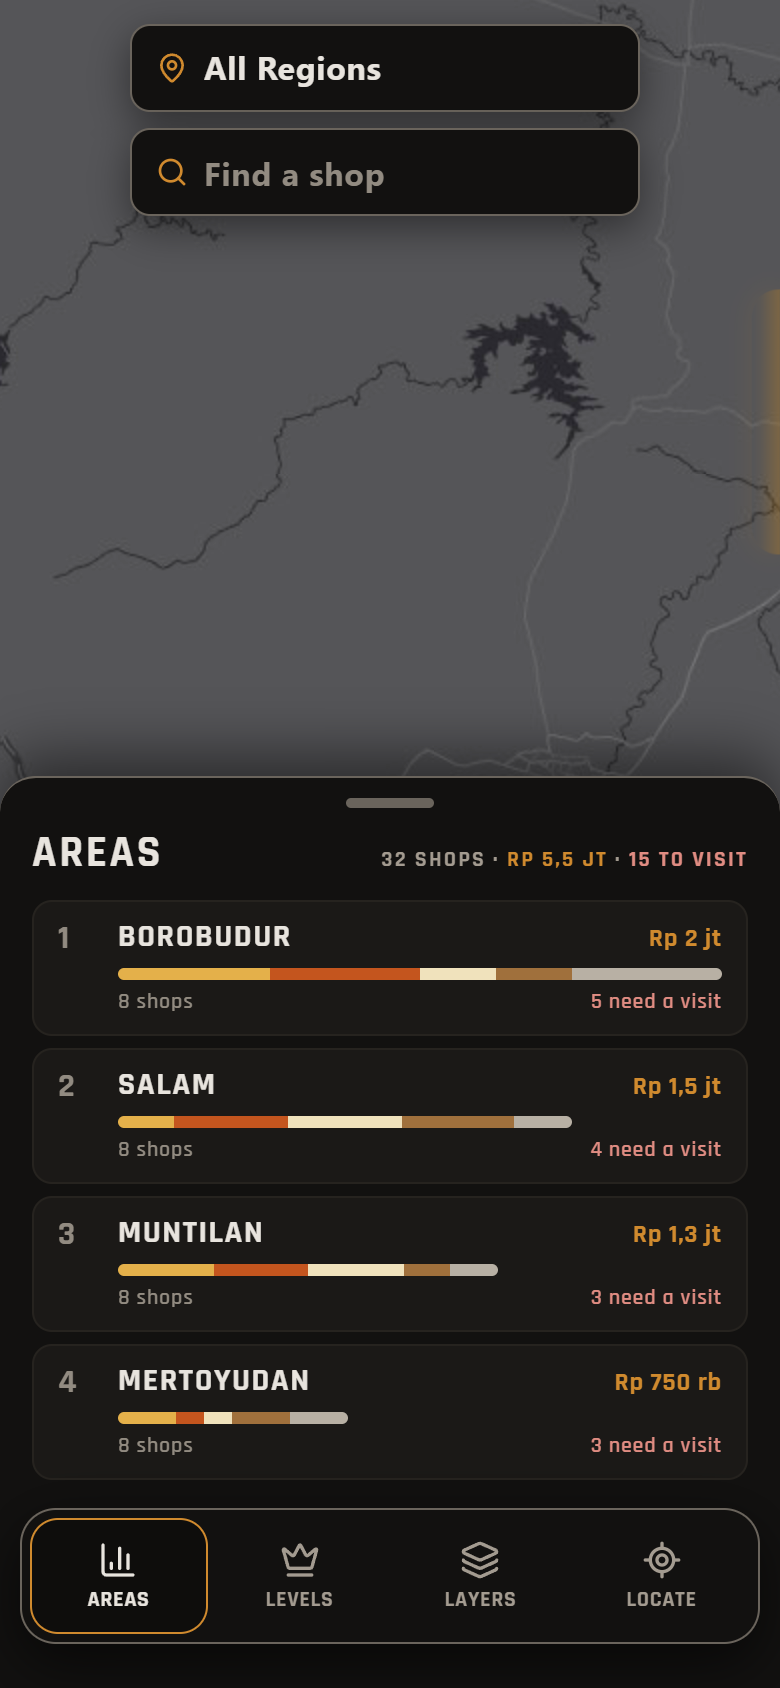 All Regions
Find a shop
AREAS
32 SHOPS · RP 5,5 JT · 15 TO VISIT
1 BOROBUDUR Rp 2 jt
8 shops 5 need a visit
2 SALAM Rp 1,5 jt
8 shops 4 need a visit
3 MUNTILAN Rp 1,3 jt
8 shops 3 need a visit
4 MERTOYUDAN Rp 750 rb
8 shops 3 need a visit
AREAS LEVELS LAYERS LOCATE